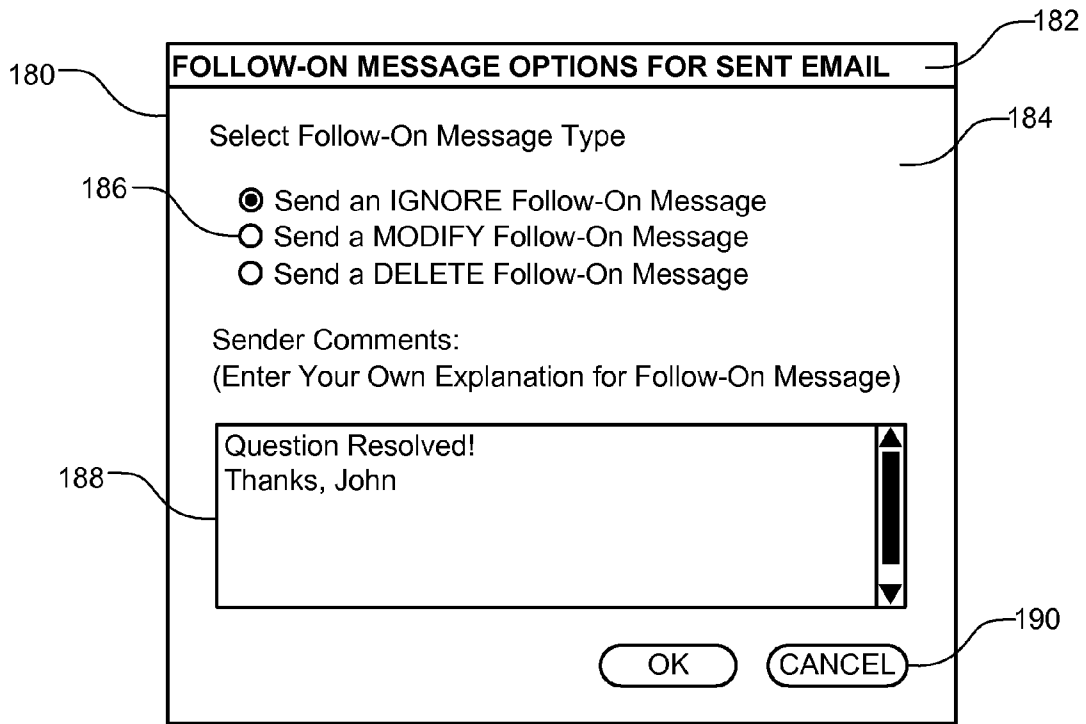 182
FOLLOW-ON MESSAGE OPTIONS FOR SENT EMAIL
180
184
Select Follow-On Message Type
186
Send an IGNORE Follow-On Message
Send a MODIFY Follow-On Message
Send a DELETE Follow-On Message
Sender Comments:
(Enter Your Own Explanation for Follow-On Message)
Question Resolved!
Thanks, John
188
190
OK CANCEL